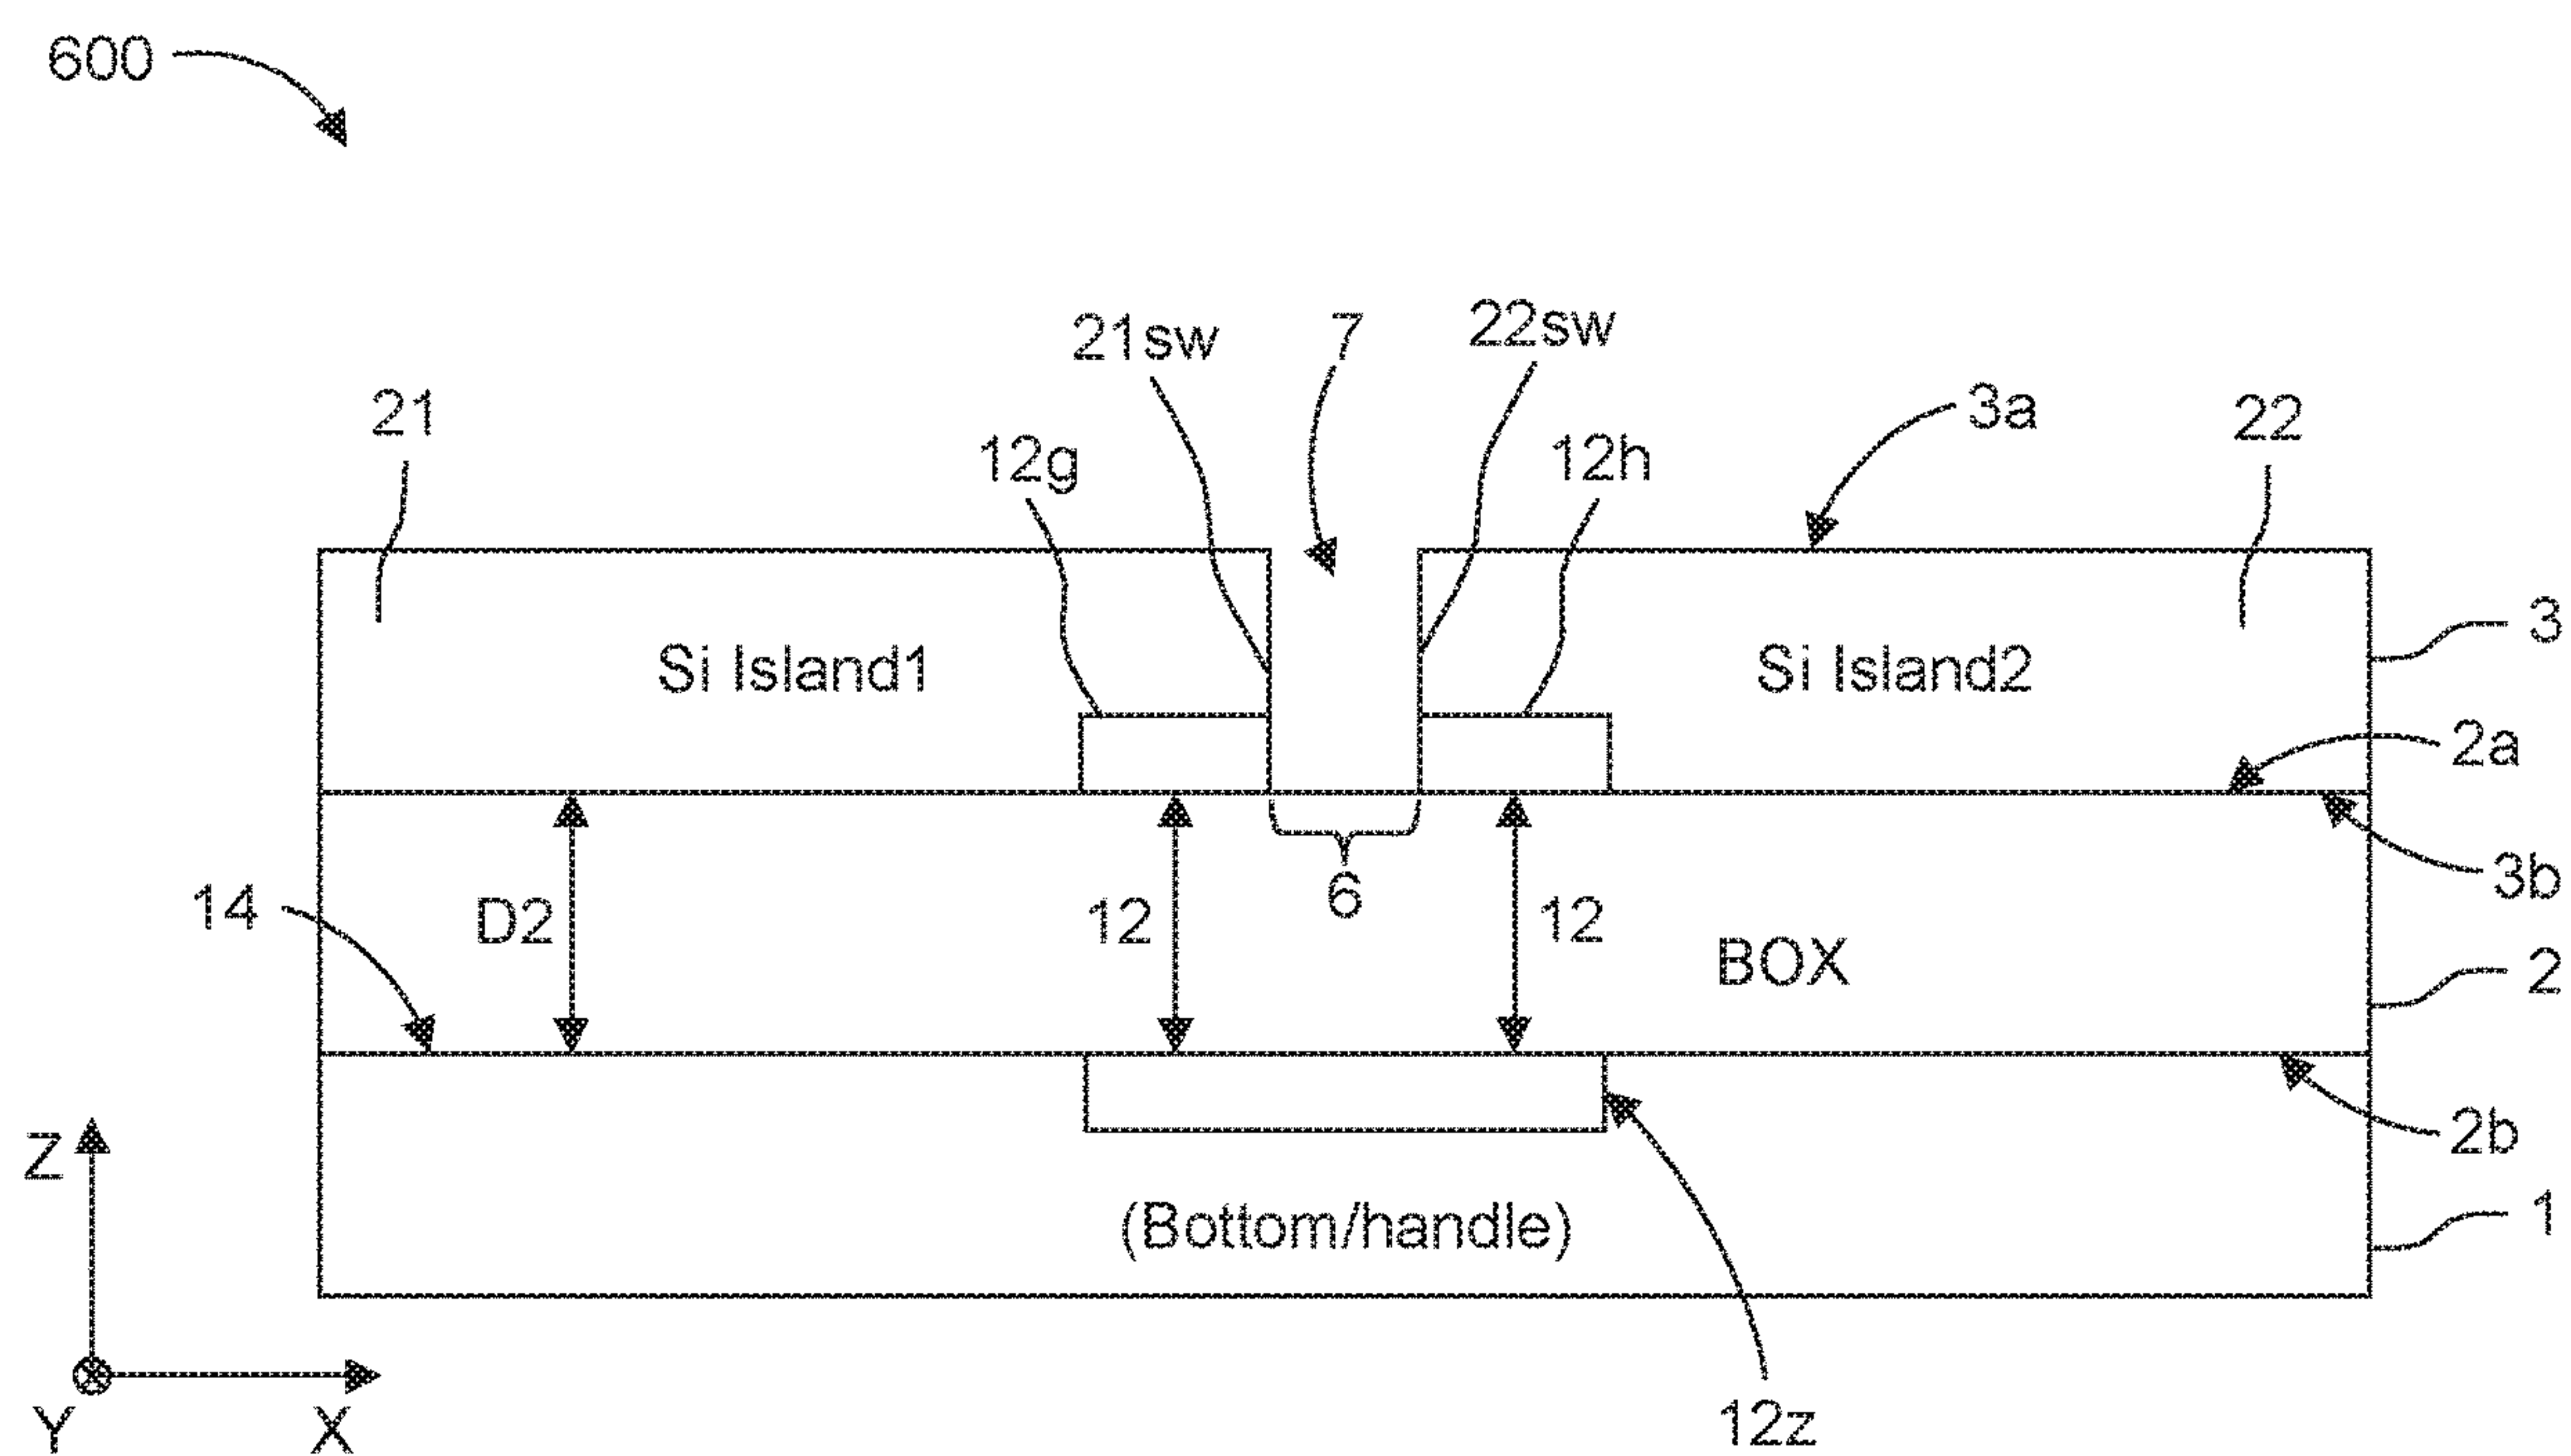 600
21sw
7
22sw
21
3a
22
12g
12h
3
Si Island1
Si Island2
2a
3b
14
D2
12
6
12
BOX
2
2b
Z
1
(Bottom/handle)
Y
X
12z